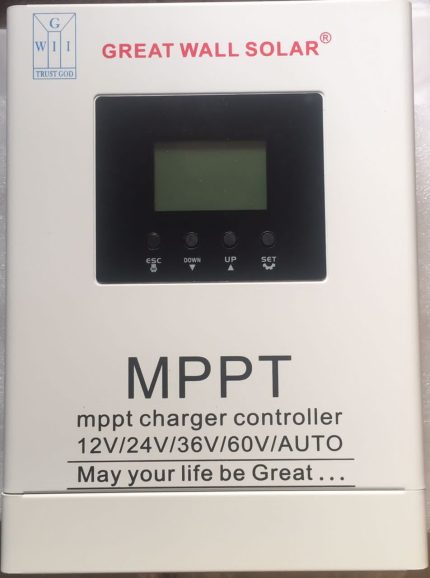 G
W I I
TRUST GOD
GREAT WALL SOLAR®
ESC
DOWN
UP
SET
MPPT
mppt charger controller
12V/24V/36V/60V/AUTO
May your life be Great...